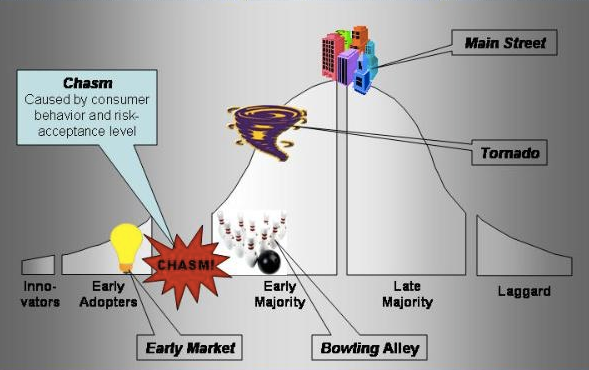 Main Street
Chasm
Caused by consumer
behavior and risk-
acceptance level
Tornado
CHASM!
Inno-
vators
Early
Adopters
Early
Majority
Late
Majority
Laggard
Early Market
Bowling Alley